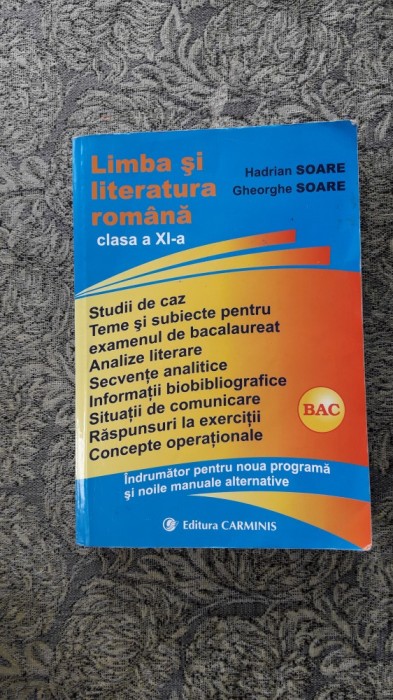 Limba şi
literatura
română
clasa a XI-a
Hadrian SOARE
Gheorghe SOARE
Studii de caz
Teme şi subiecte pentru
examenul de bacalaureat
Analize literare
Secvenţe analitice
Informaţii biobibliografice
Situaţii de comunicare
Răspunsuri la exerciţii
Concepte operaţionale
BAC
Îndrumător pentru noua programă
şi noile manuale alternative
Editura CARMINIS